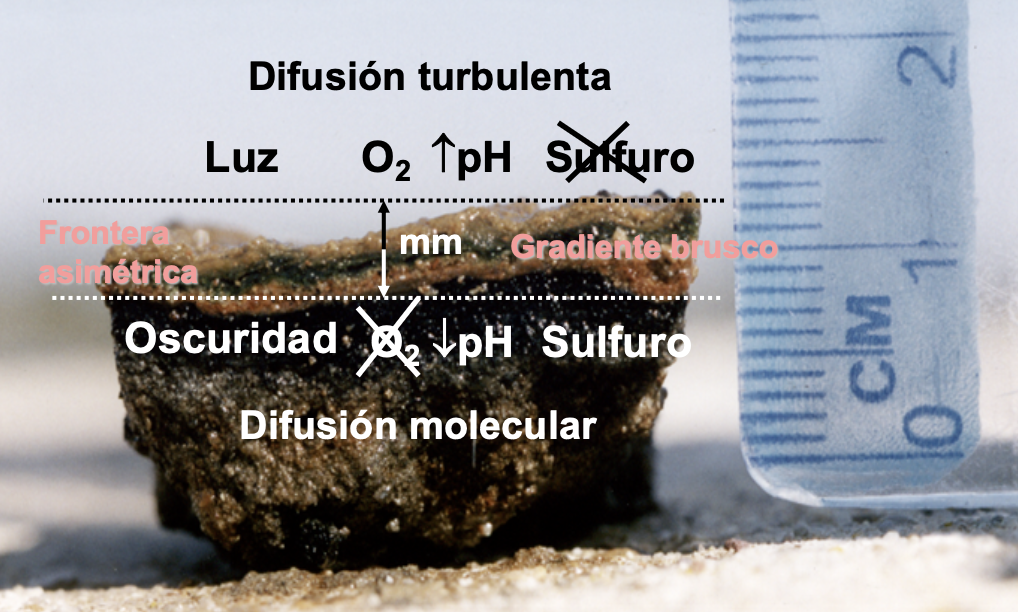 Difusión turbulenta
Luz O₂ ↑pH Sulfuro
Frontera
asimétrica
mm
Gradiente brusco
Oscuridad O₂ ↓pH Sulfuro
Difusión molecular
2
1
CM
0